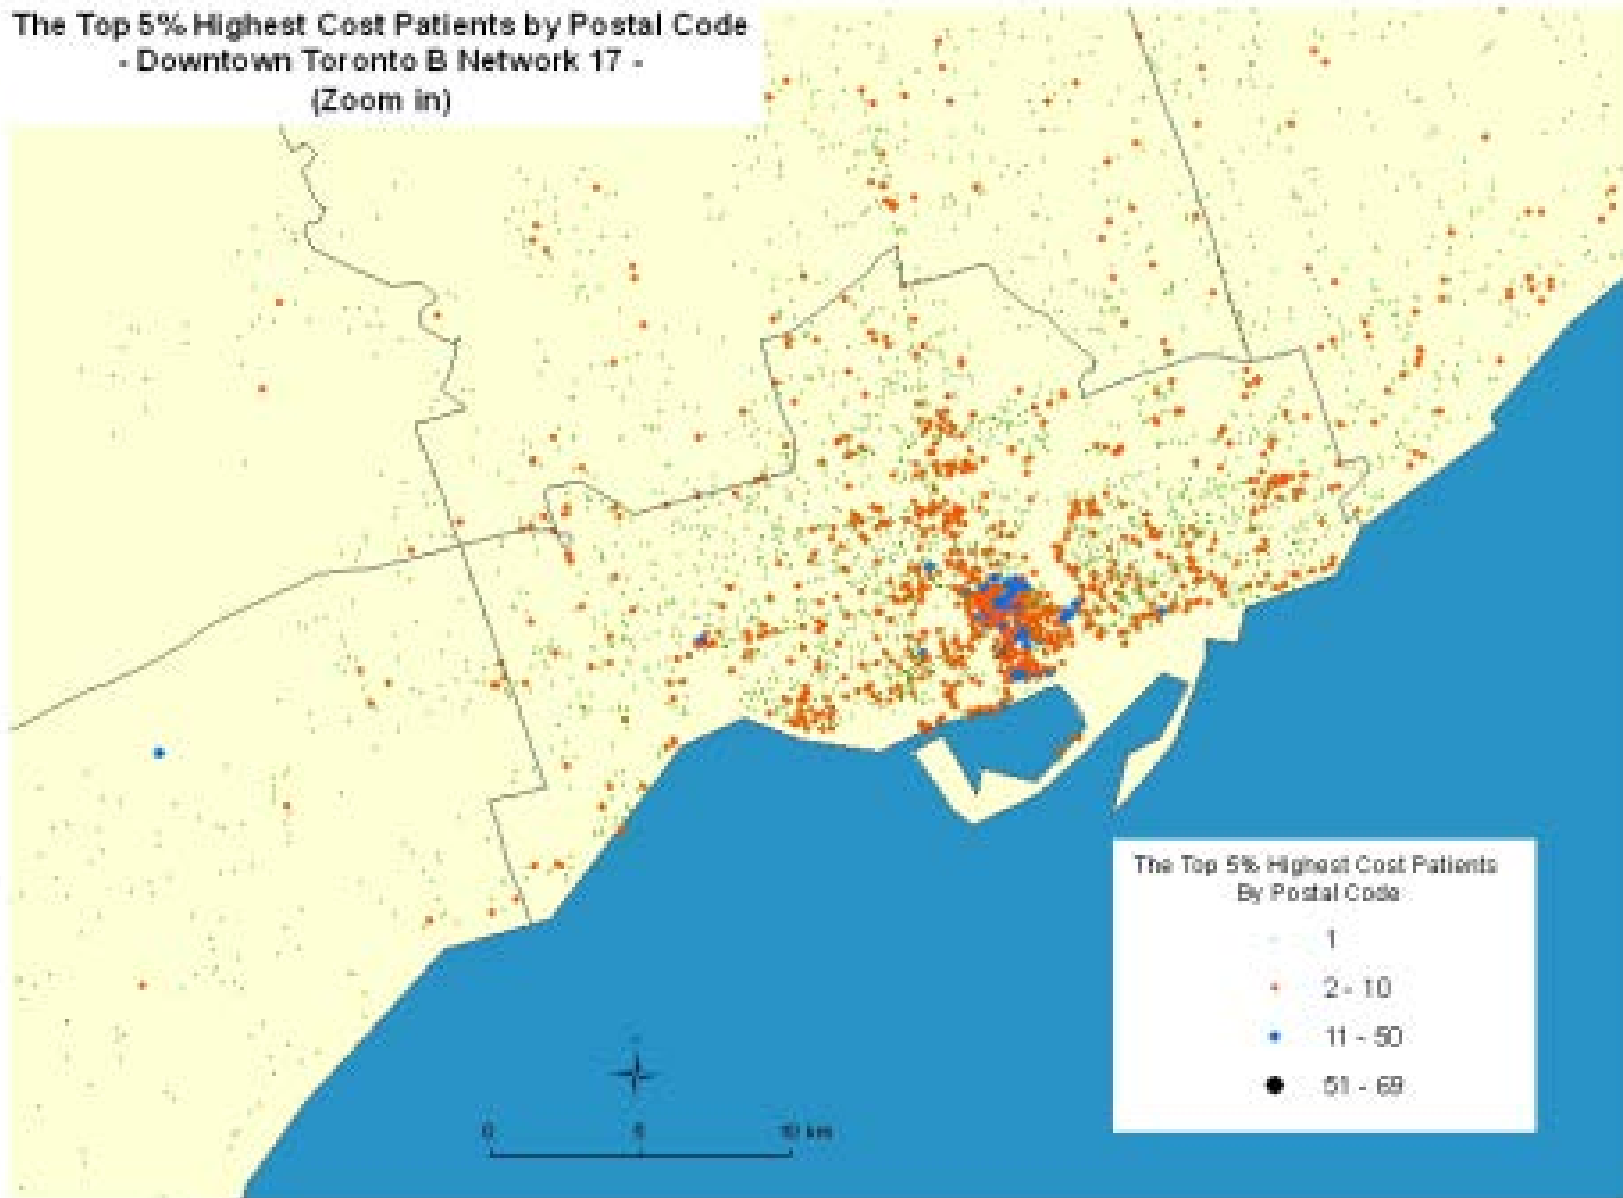 The Top 5% Highest Cost Patients by Postal Code
- Downtown Toronto B Network 17 -
(Zoom in)
The Top 5% Highest Cost Patients
By Postal Code
1
2 - 10
11 - 50
51 - 69
0 5 10 km